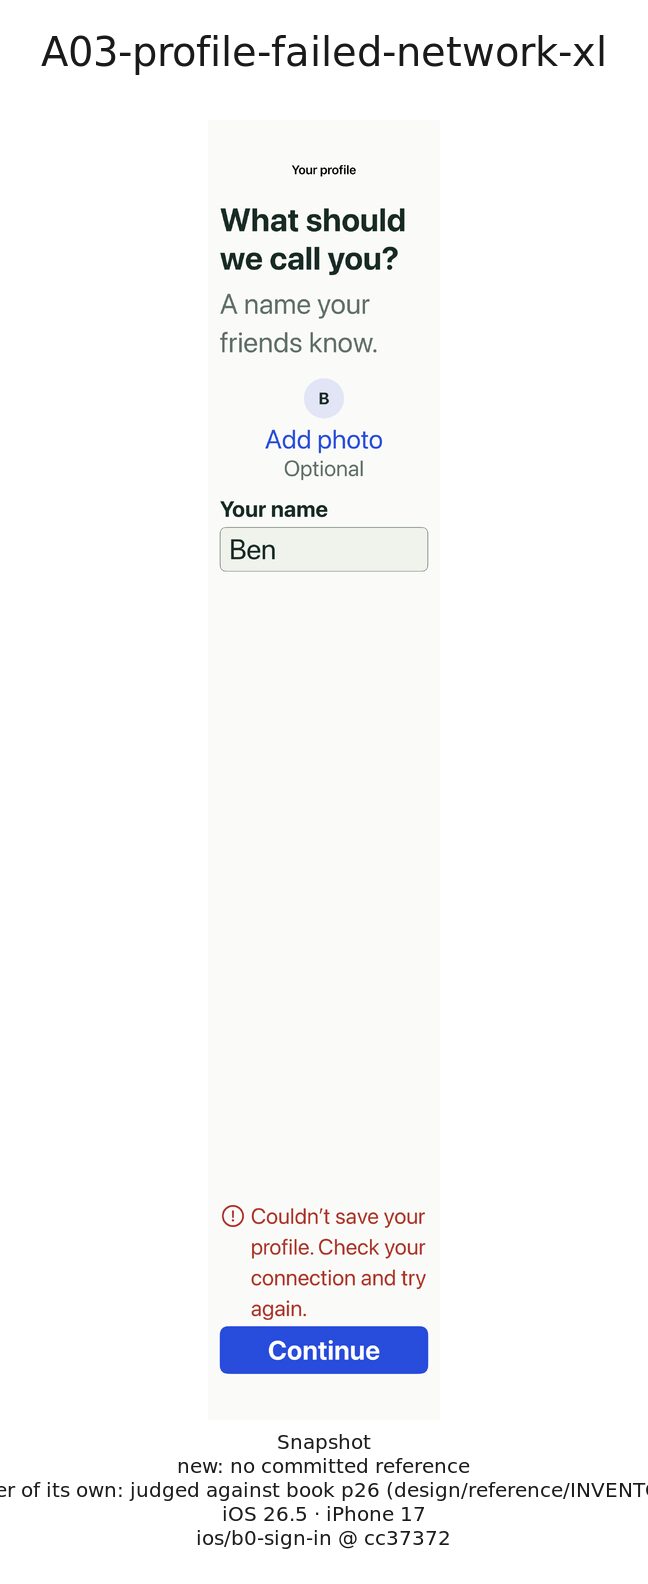 A03-profile-failed-network-xl
Your profile
What should
we call you?
A name your
friends know.
B
Add photo
Optional
Your name
Ben
Couldn’t save your
profile. Check your
connection and try
again.
Continue
Snapshot
new: no committed reference
er of its own: judged against book p26 (design/reference/INVENTO
iOS 26.5 · iPhone 17
ios/b0-sign-in @ cc37372